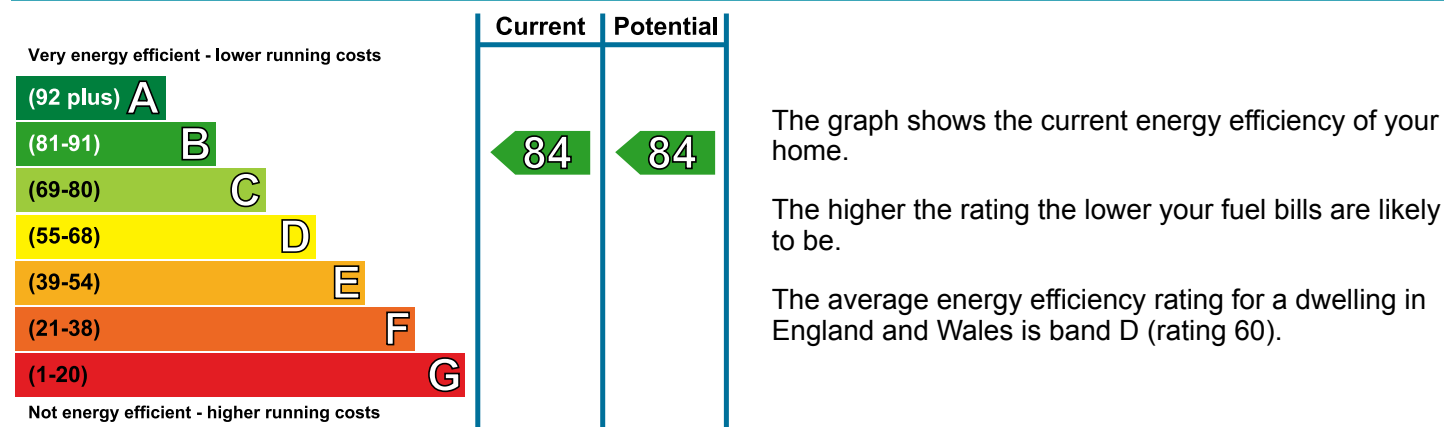 Current Potential
Very energy efficient - lower running costs
(92 plus) A
(81-91) B
84 84
(69-80) C
(55-68) D
(39-54) E
(21-38) F
(1-20) G
Not energy efficient - higher running costs
The graph shows the current energy efficiency of your
home.
The higher the rating the lower your fuel bills are likely
to be.
The average energy efficiency rating for a dwelling in
England and Wales is band D (rating 60).